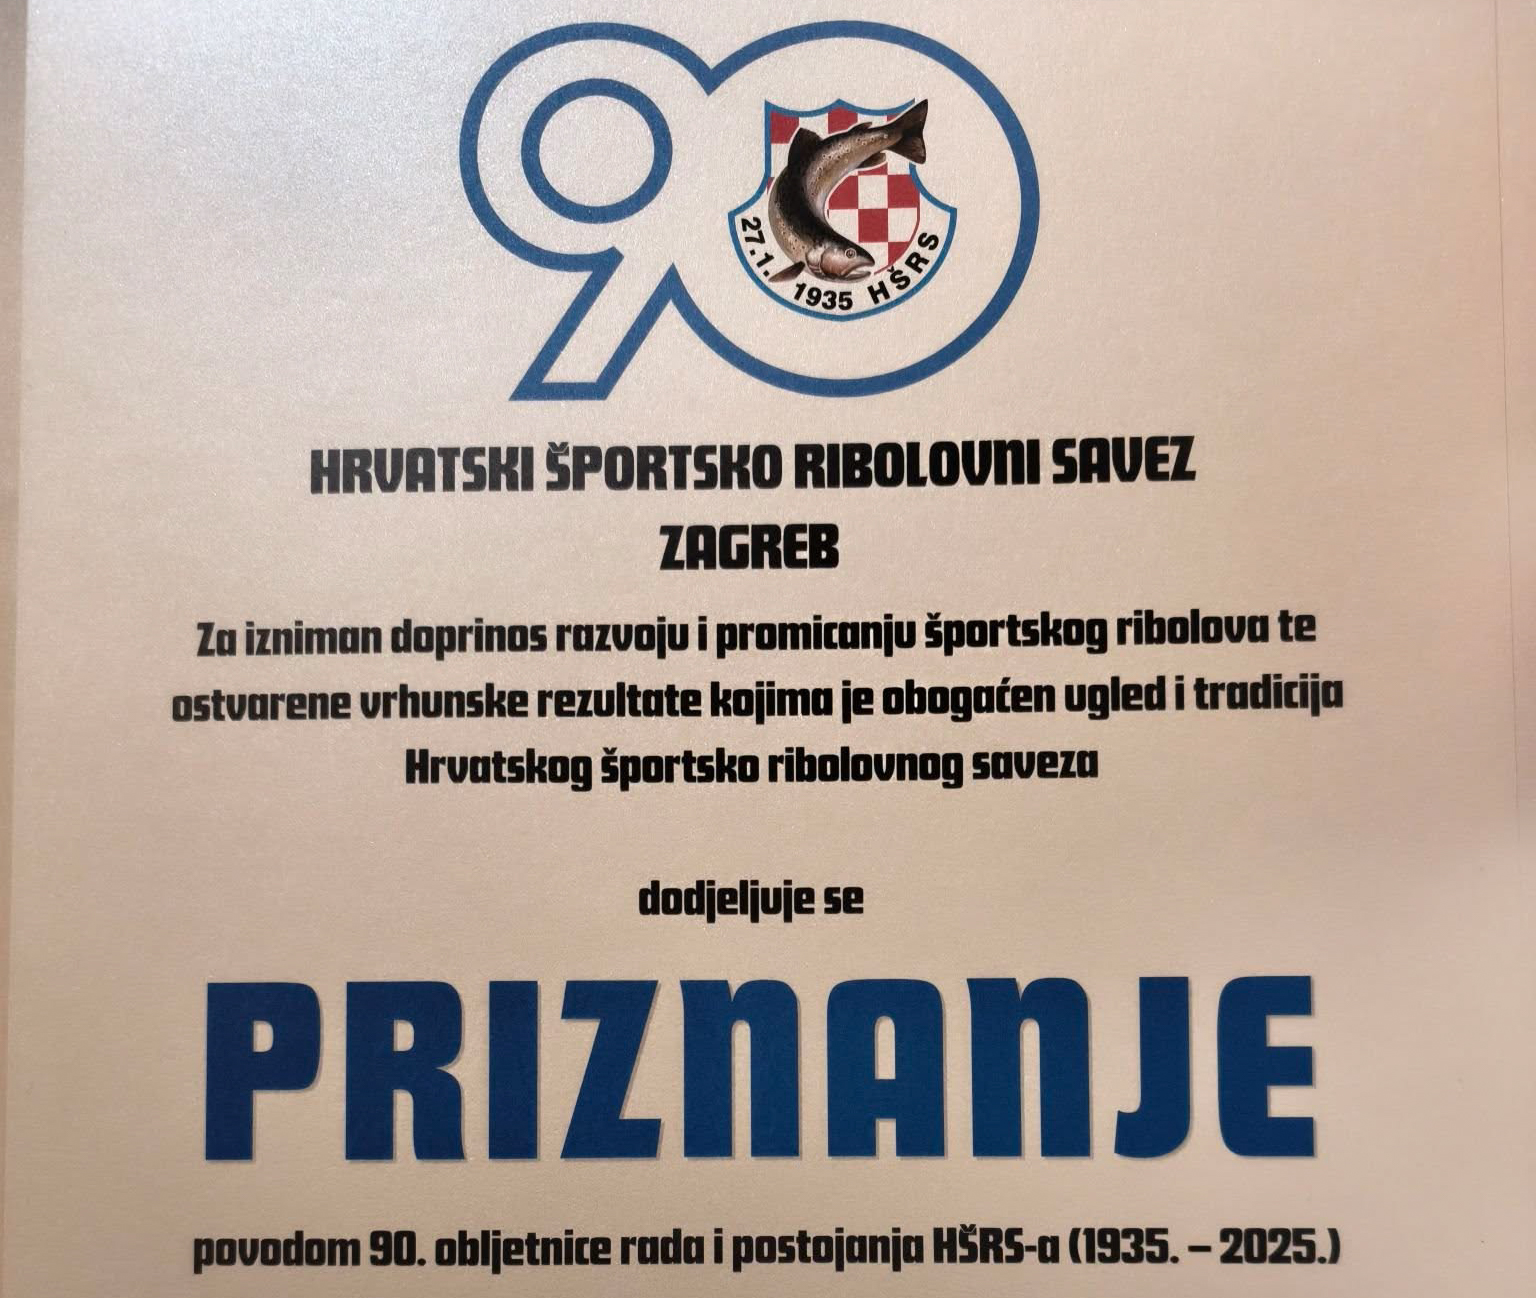 90
27.1. 1935 HŠRS
HRVATSKI ŠPORTSKO RIBOLOVNI SAVEZ
ZAGREB
Za izniman doprinos razvoju i promicanju športskog ribolova te
ostvarene vrhunske rezultate kojima je obogaćen ugled i tradicija
Hrvatskog športsko ribolovnog saveza
dodjeljuje se
PRIZNANJE
povodom 90. obljetnice rada i postojanja HŠRS-a (1935. – 2025.)